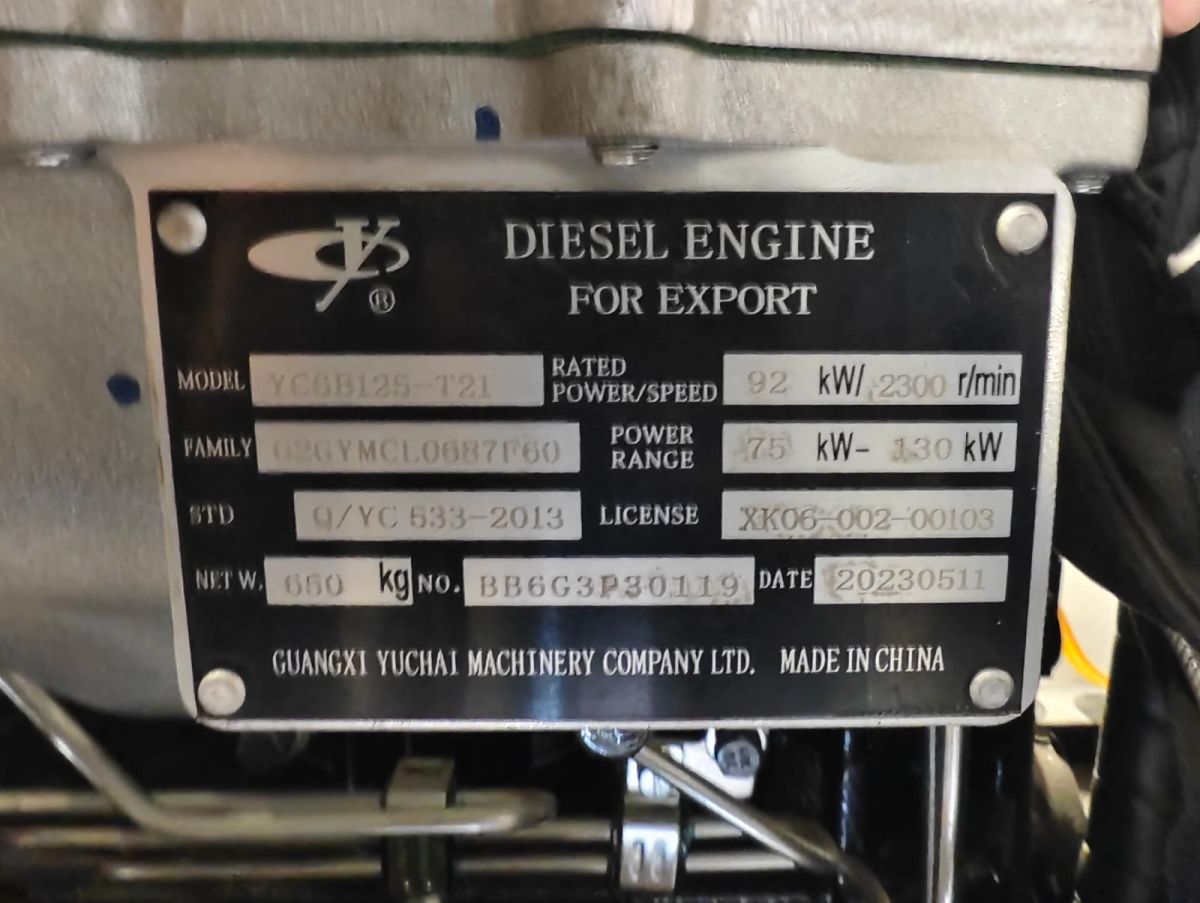 DIESEL ENGINE
FOR EXPORT
MODEL YC6B125-T21 RATED POWER/SPEED 92 kW/ 2300 r/min
FAMILY G2GYMCL0687F60 POWER RANGE 75 kW- 130 kW
STD Q/YC 533-2013 LICENSE XK06-002-00103
NET W. 650 kg NO. BB6G3P30119 DATE 20230511
GUANGXI YUCHAI MACHINERY COMPANY LTD. MADE IN CHINA